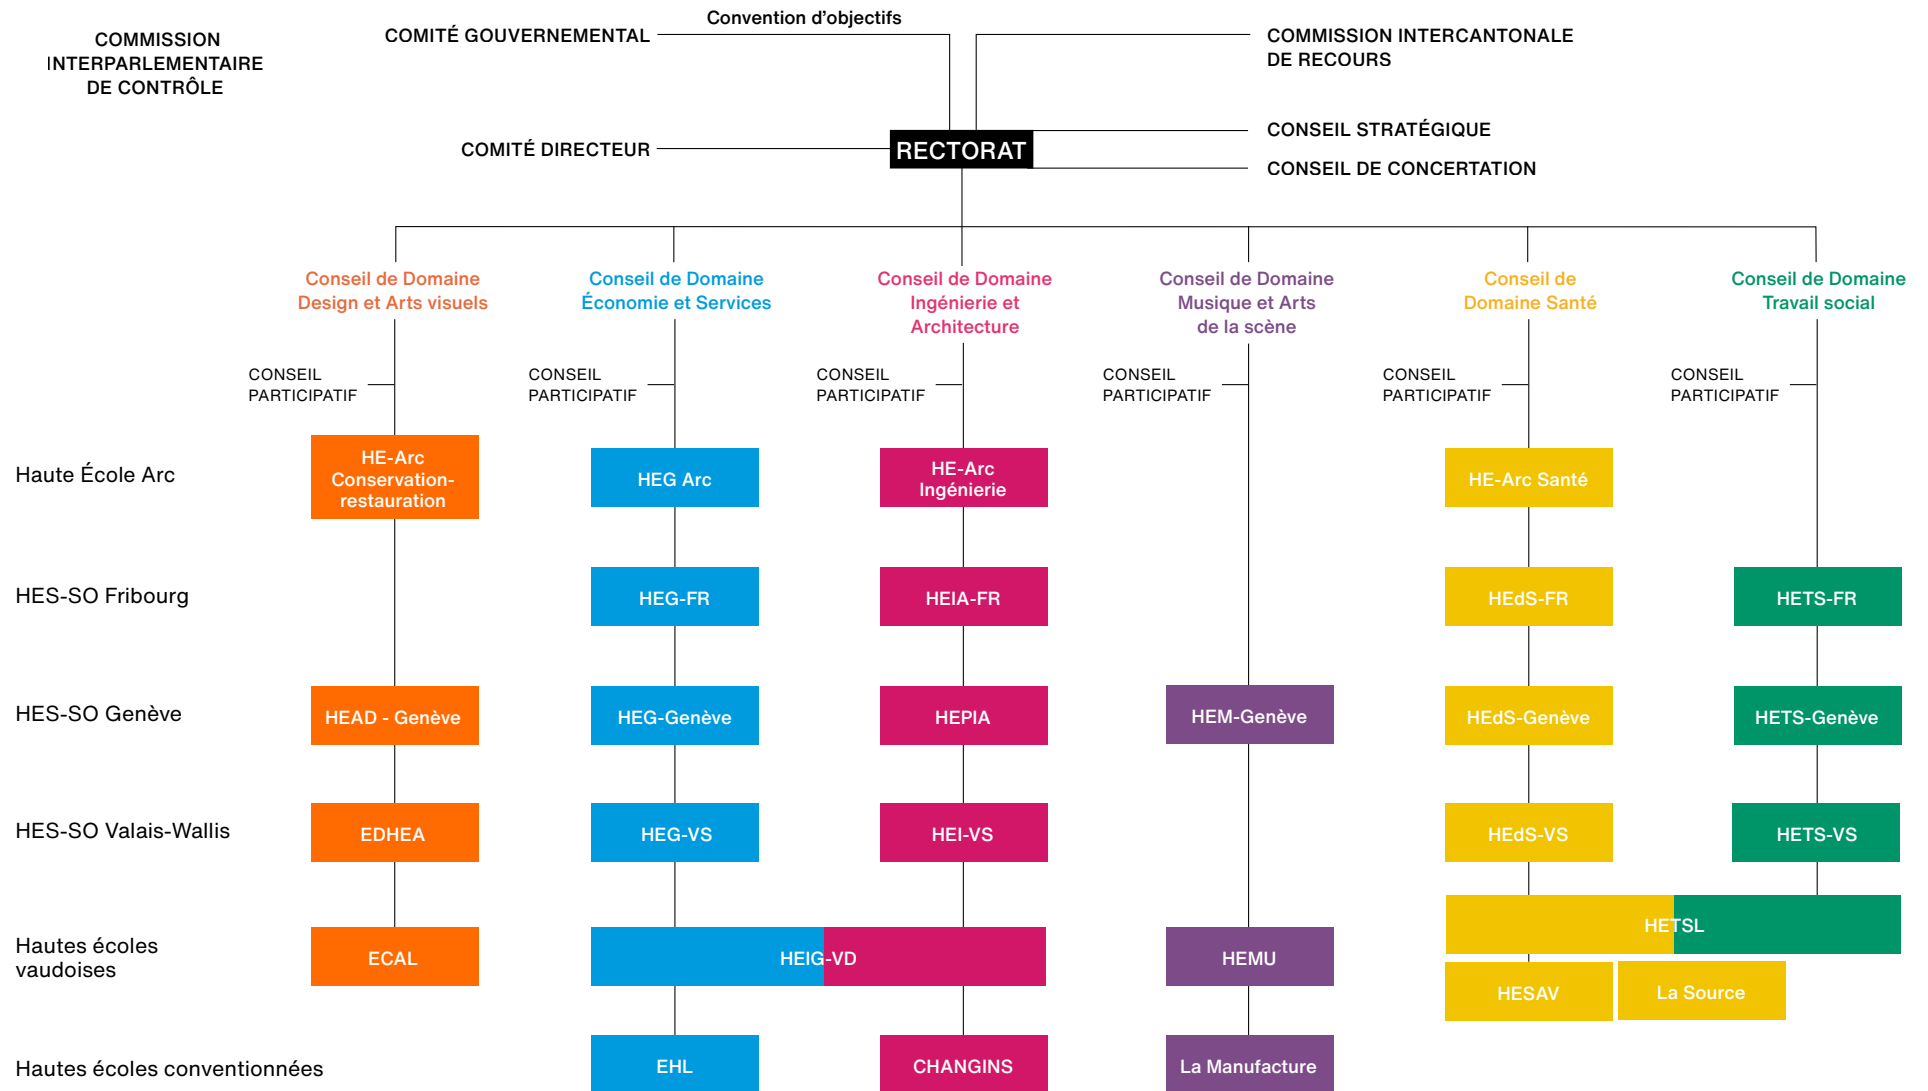 Convention d'objectifs
COMMISSION
INTERPARLEMENTAIRE
DE CONTRÔLE
COMITÉ GOUVERNEMENTAL
COMMISSION INTERCANTONALE
DE RECOURS
COMITÉ DIRECTEUR
RECTORAT
CONSEIL STRATÉGIQUE
CONSEIL DE CONCERTATION
Conseil de Domaine
Design et Arts visuels
Conseil de Domaine
Économie et Services
Conseil de Domaine
Ingénierie et
Architecture
Conseil de Domaine
Musique et Arts
de la scène
Conseil de
Domaine Santé
Conseil de Domaine
Travail social
CONSEIL
PARTICIPATIF
CONSEIL
PARTICIPATIF
CONSEIL
PARTICIPATIF
CONSEIL
PARTICIPATIF
CONSEIL
PARTICIPATIF
CONSEIL
PARTICIPATIF
Haute École Arc
HE-Arc
Conservation-
restauration
HEG Arc
HE-Arc
Ingénierie
HE-Arc Santé
HES-SO Fribourg
HEG-FR
HEIA-FR
HEdS-FR
HETS-FR
HES-SO Genève
HEAD - Genève
HEG-Genève
HEPIA
HEM-Genève
HEdS-Genève
HETS-Genève
HES-SO Valais-Wallis
EDHEA
HEG-VS
HEI-VS
HEdS-VS
HETS-VS
Hautes écoles
vaudoises
ECAL
HEIG-VD
HEMU
HETSL
HESAV
La Source
Hautes écoles conventionnées
EHL
CHANGINS
La Manufacture